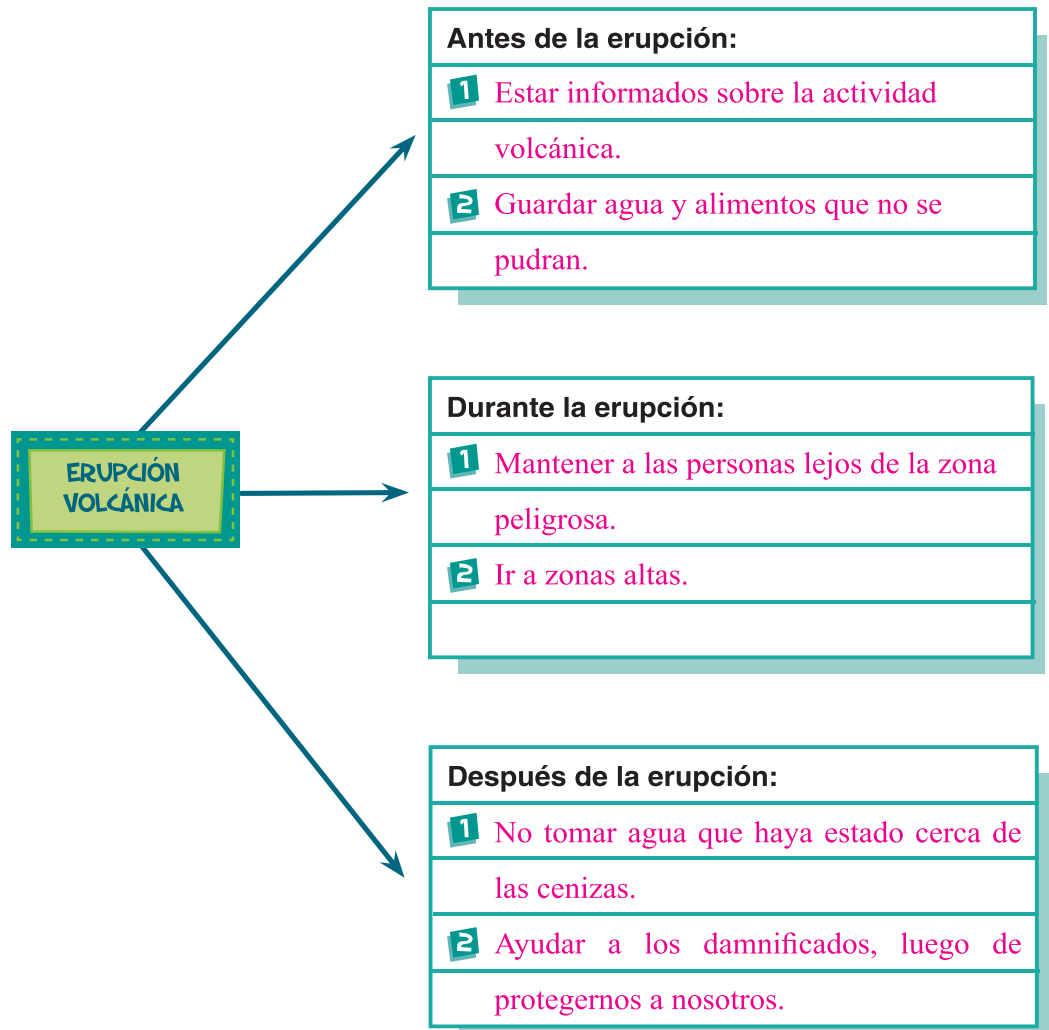 Antes de la erupción:
1 Estar informados sobre la actividad
volcánica.
2 Guardar agua y alimentos que no se
pudran.
ERUPCIÓN
VOLCÁNICA
Durante la erupción:
1 Mantener a las personas lejos de la zona
peligrosa.
2 Ir a zonas altas.
Después de la erupción:
1 No tomar agua que haya estado cerca de
las cenizas.
2 Ayudar a los damnificados, luego de
protegernos a nosotros.